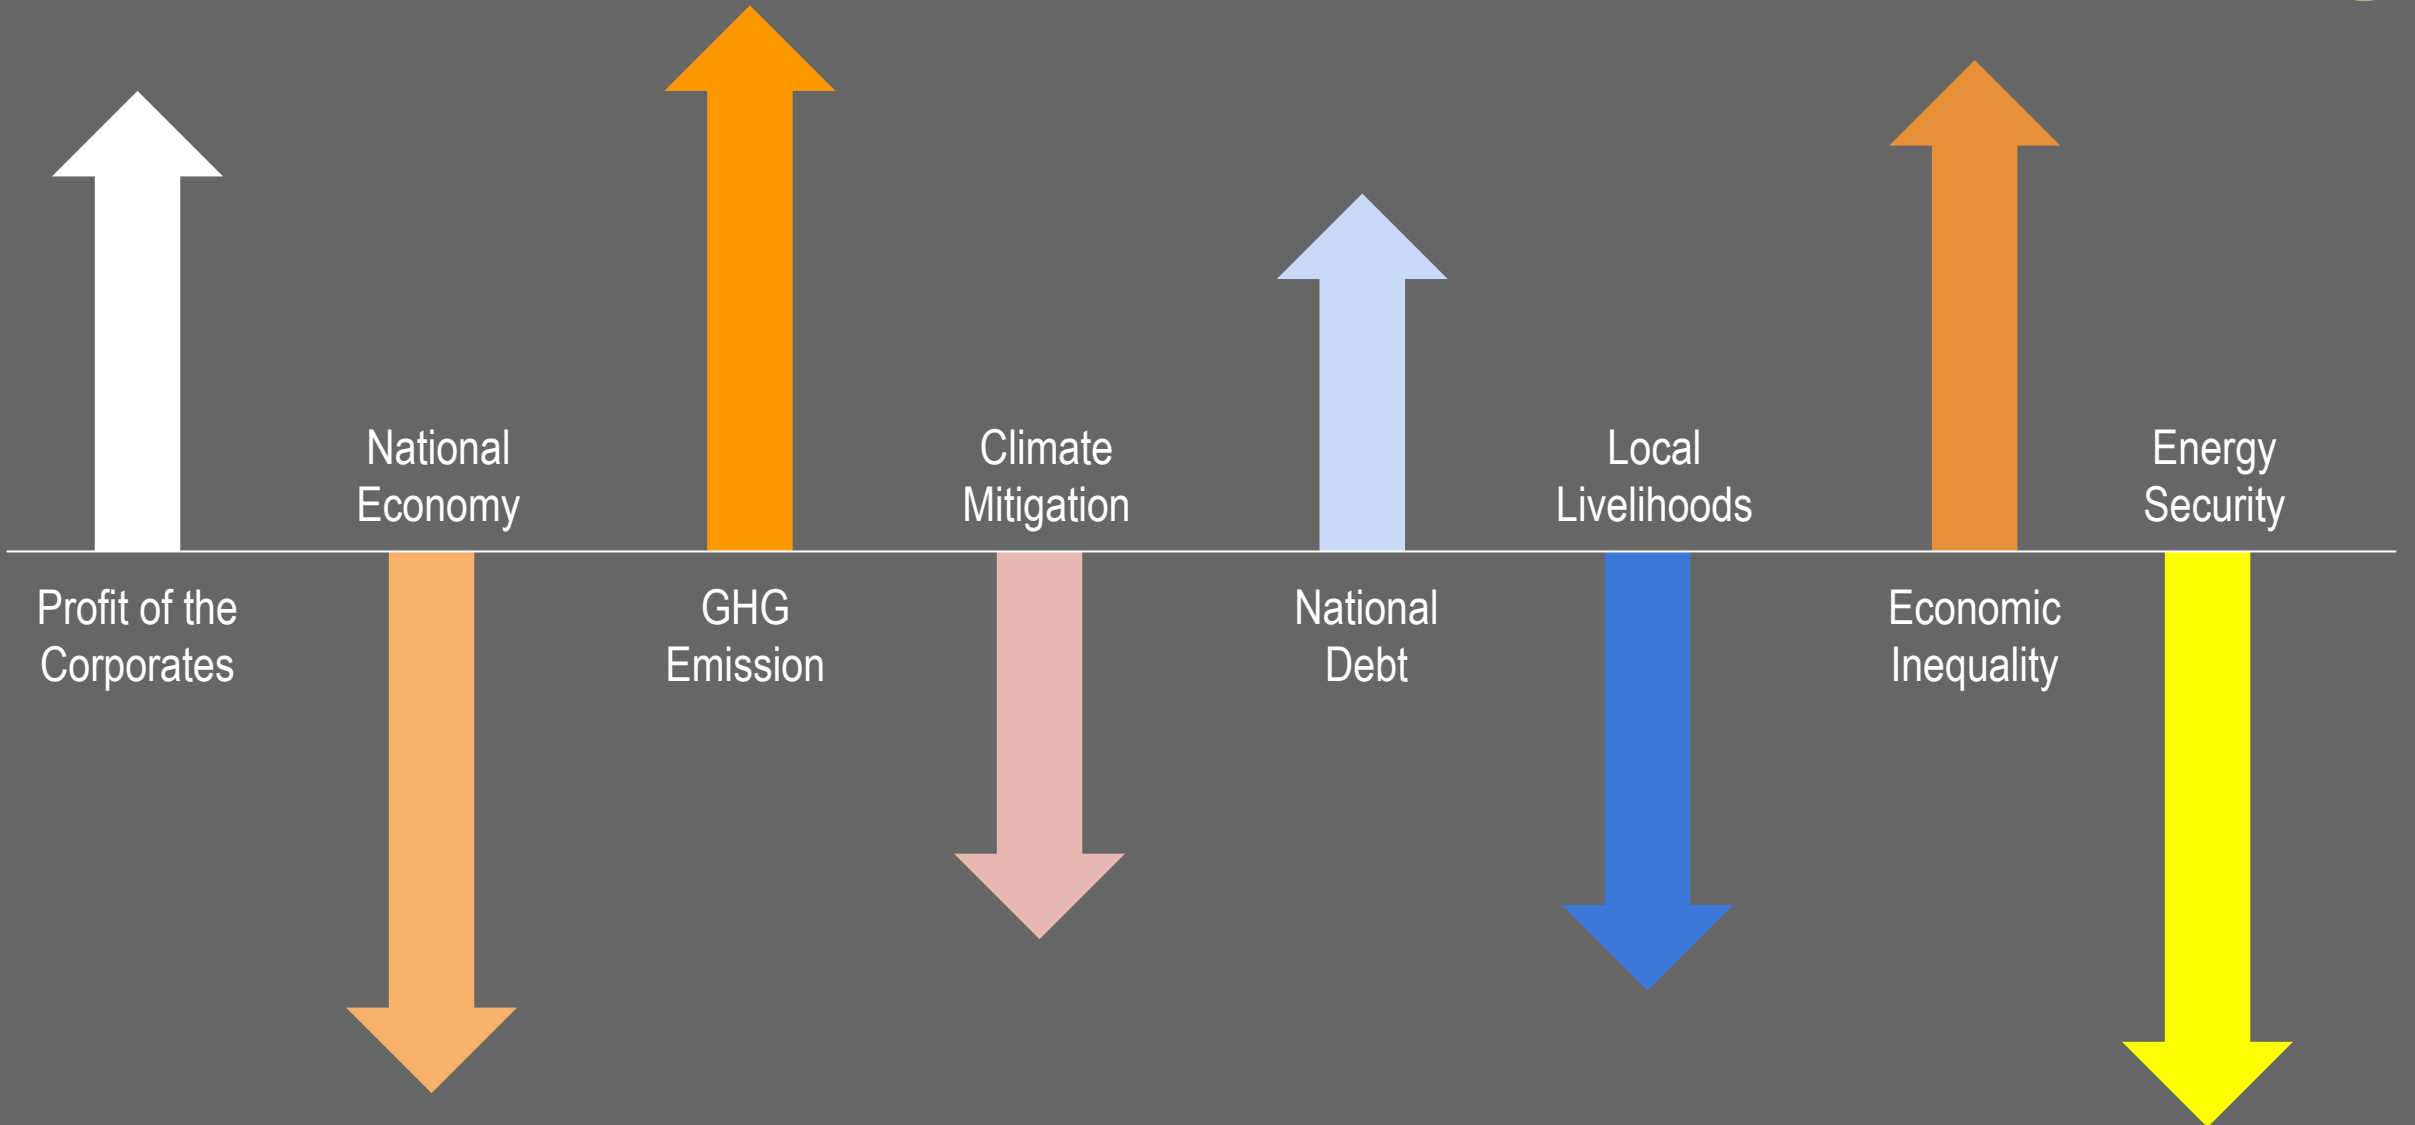 Profit of the
Corporates
National
Economy
GHG
Emission
Climate
Mitigation
National
Debt
Local
Livelihoods
Economic
Inequality
Energy
Security